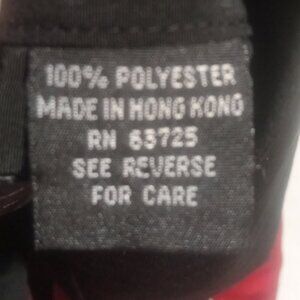 100% POLYESTER
MADE IN HONG KONG
RN 63725
SEE REVERSE
FOR CARE